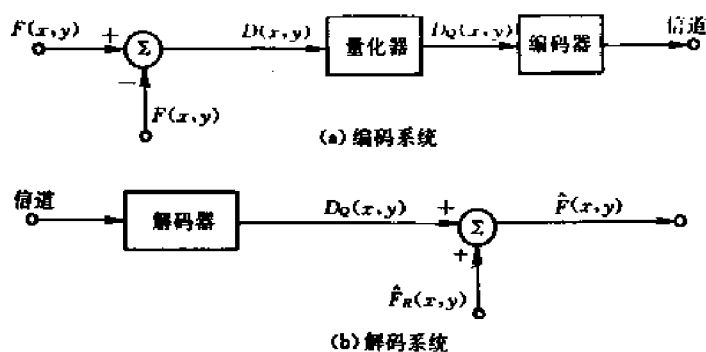 F(x,y) + Σ D(x,y) 量化器 D_Q(x,y) 编码器 信道
−
F(x,y)
(a)编码系统
信道 解码器 D_Q(x,y) + Σ F̂(x,y)
+
F̂_R(x,y)
(b)解码系统